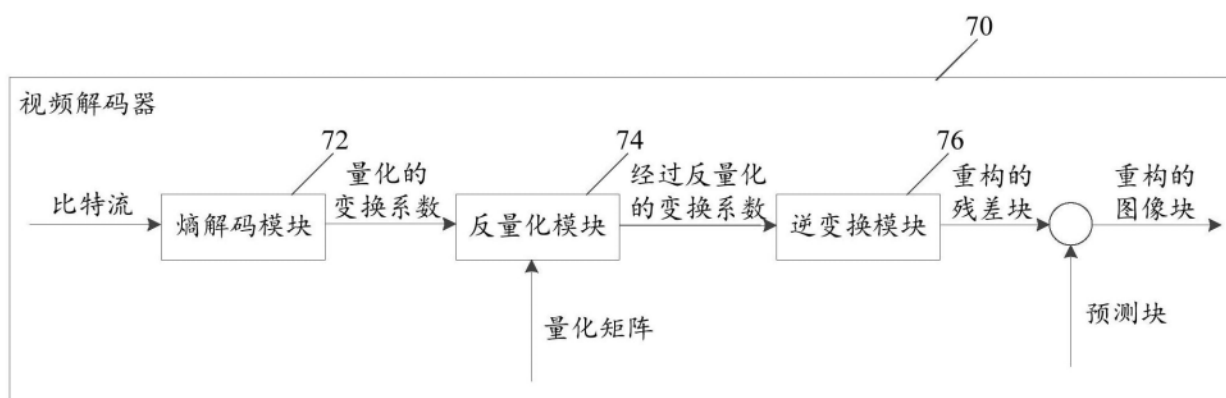 70
视频解码器
72
74
76
比特流
熵解码模块
量化的
变换系数
反量化模块
经过反量化
的变换系数
逆变换模块
重构的
残差块
重构的
图像块
量化矩阵
预测块